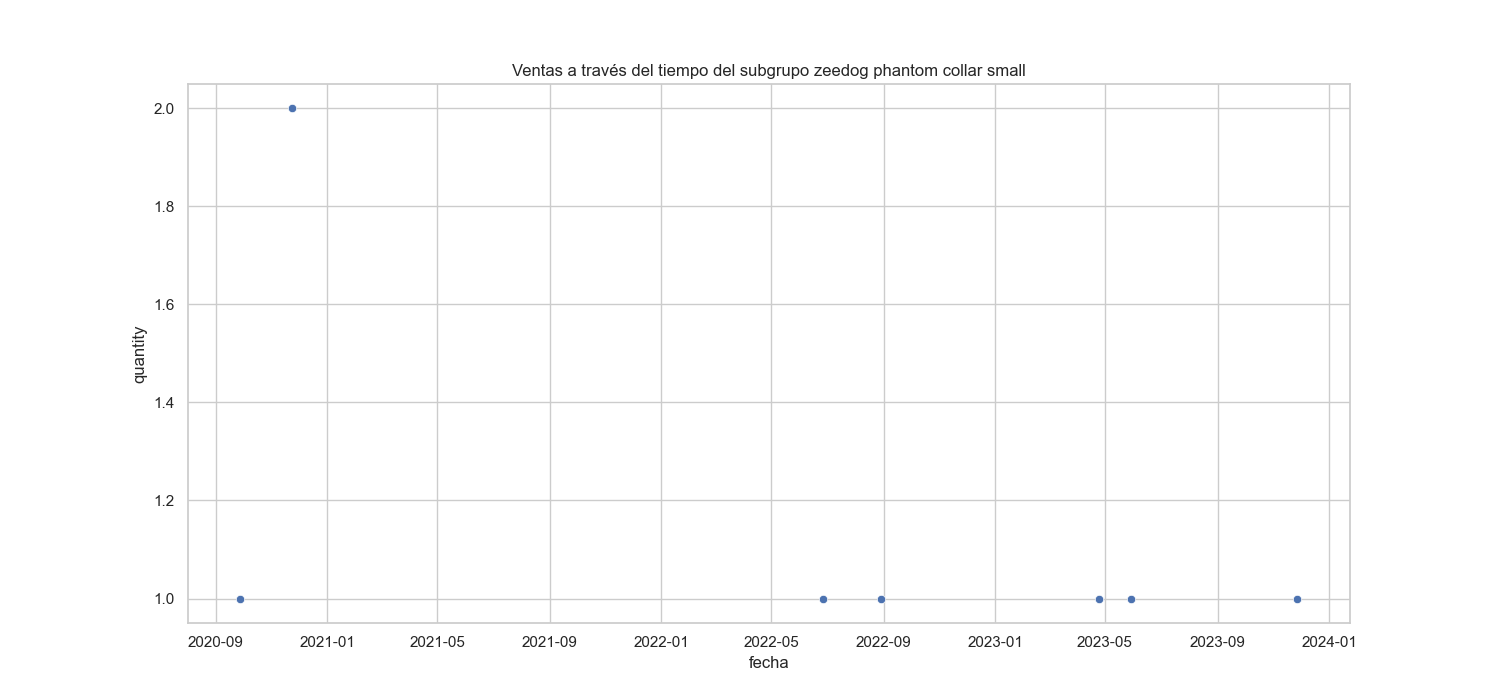 Ventas a través del tiempo del subgrupo zeedog phantom collar small
2.0
1.8
1.6
1.4
1.2
1.0
quantity
2020-09 2021-01 2021-05 2021-09 2022-01 2022-05 2022-09 2023-01 2023-05 2023-09 2024-01
fecha